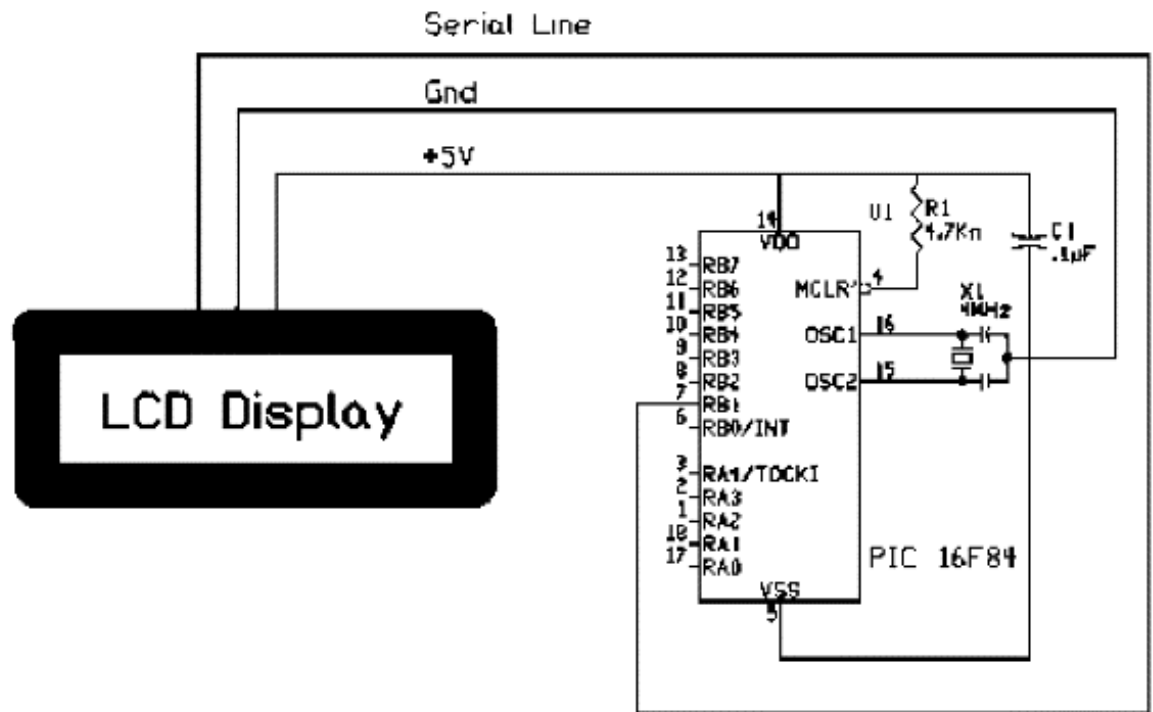 Serial Line
Gnd
+5V
14
U1
R1
4.7KΩ
VDD
C1
.1µF
13 RB7
12 RB6
MCLR' 4
11 RB5
X1
4MHz
10 RB4
OSC1 16
9 RB3
8 RB2
OSC2 15
7 RB1
6 RB0/INT
LCD Display
3 RA4/TOCKI
2 RA3
1 RA2
18 RA1
17 RA0
PIC 16F84
VSS
5